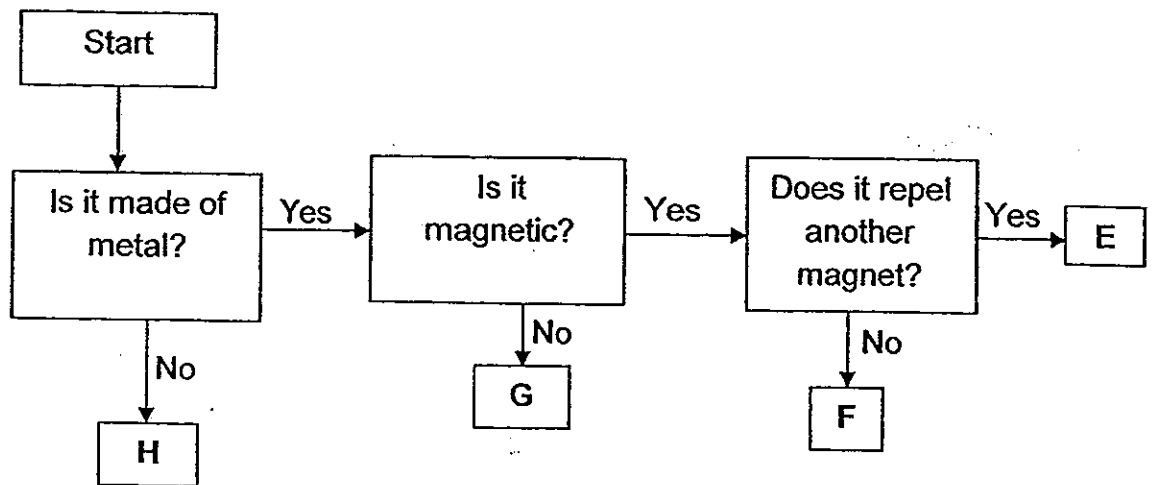 Start
Is it made of
metal?
Yes
Is it
magnetic?
Yes
Does it repel
another
magnet?
Yes
E
No
H
No
G
No
F